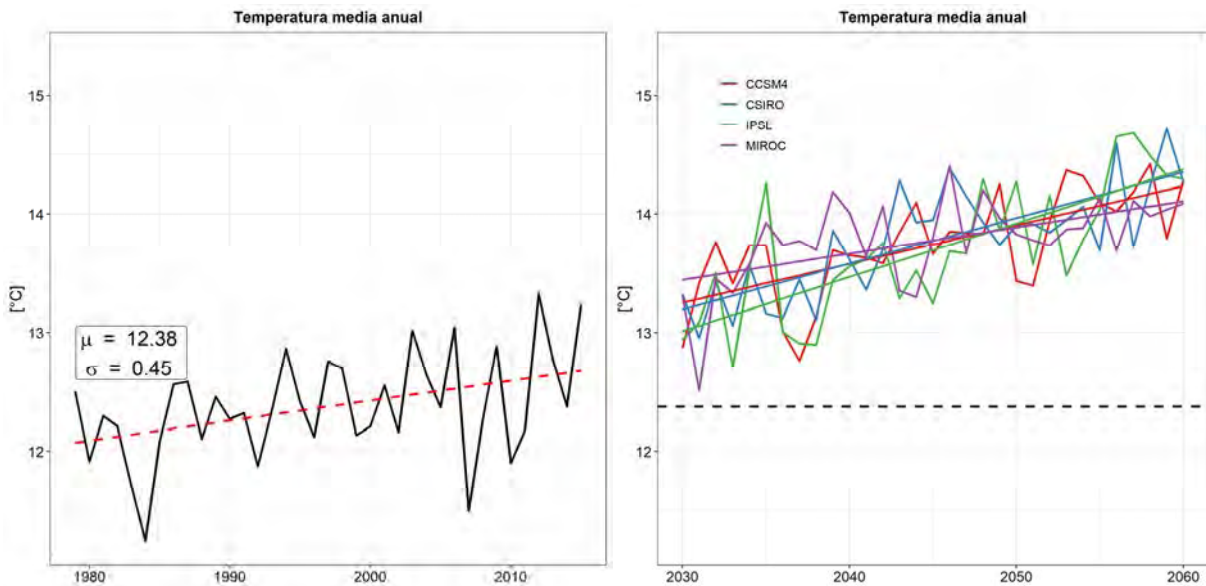 Temperatura media anual
[°C]
15
14
13
12
μ = 12.38
σ = 0.45
1980
1990
2000
2010
Temperatura media anual
[°C]
15
14
13
12
CCSM4
CSIRO
IPSL
MIROC
2030
2040
2050
2060